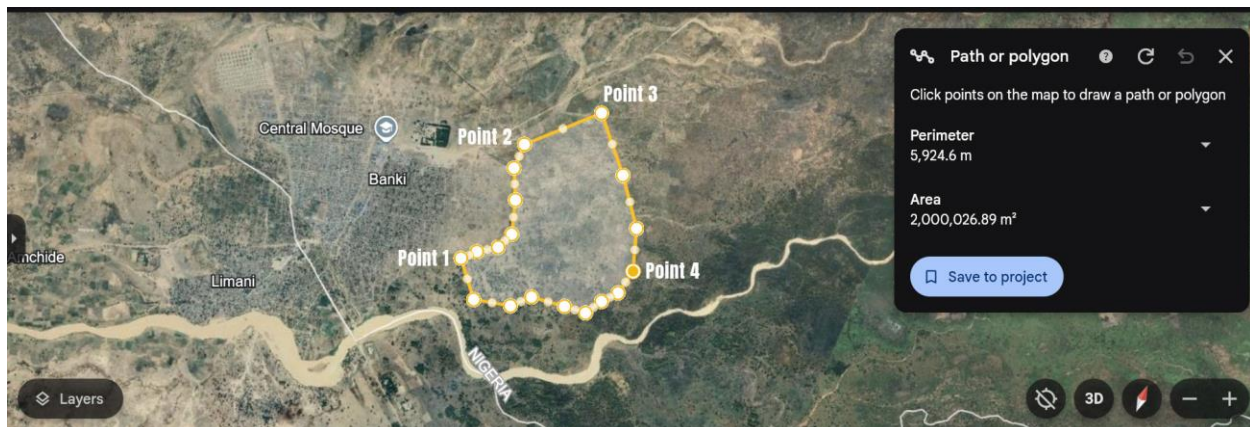 Path or polygon
Click points on the map to draw a path or polygon
Perimeter
5,924.6 m
Area
2,000,026.89 m²
Save to project
Point 3
Central Mosque
Point 2
Banki
Point 1
Point 4
Limani
NIGERIA
Layers
3D